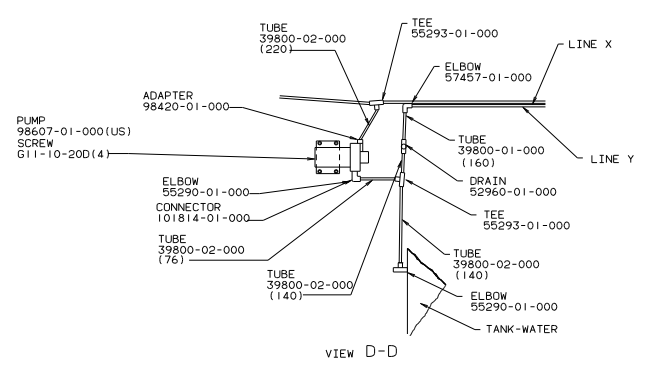 TUBE
39800-02-000
(220)
TEE
55293-01-000
LINE X
ELBOW
57457-01-000
ADAPTER
98420-01-000
PUMP
98607-01-000(US)
SCREW
G11-10-20D(4)
TUBE
39800-01-000
(160)
LINE Y
DRAIN
52960-01-000
ELBOW
55290-01-000
CONNECTOR
101814-01-000
TEE
55293-01-000
TUBE
39800-02-000
(76)
TUBE
39800-02-000
(140)
TUBE
39800-02-000
(140)
ELBOW
55290-01-000
TANK-WATER
VIEW D-D